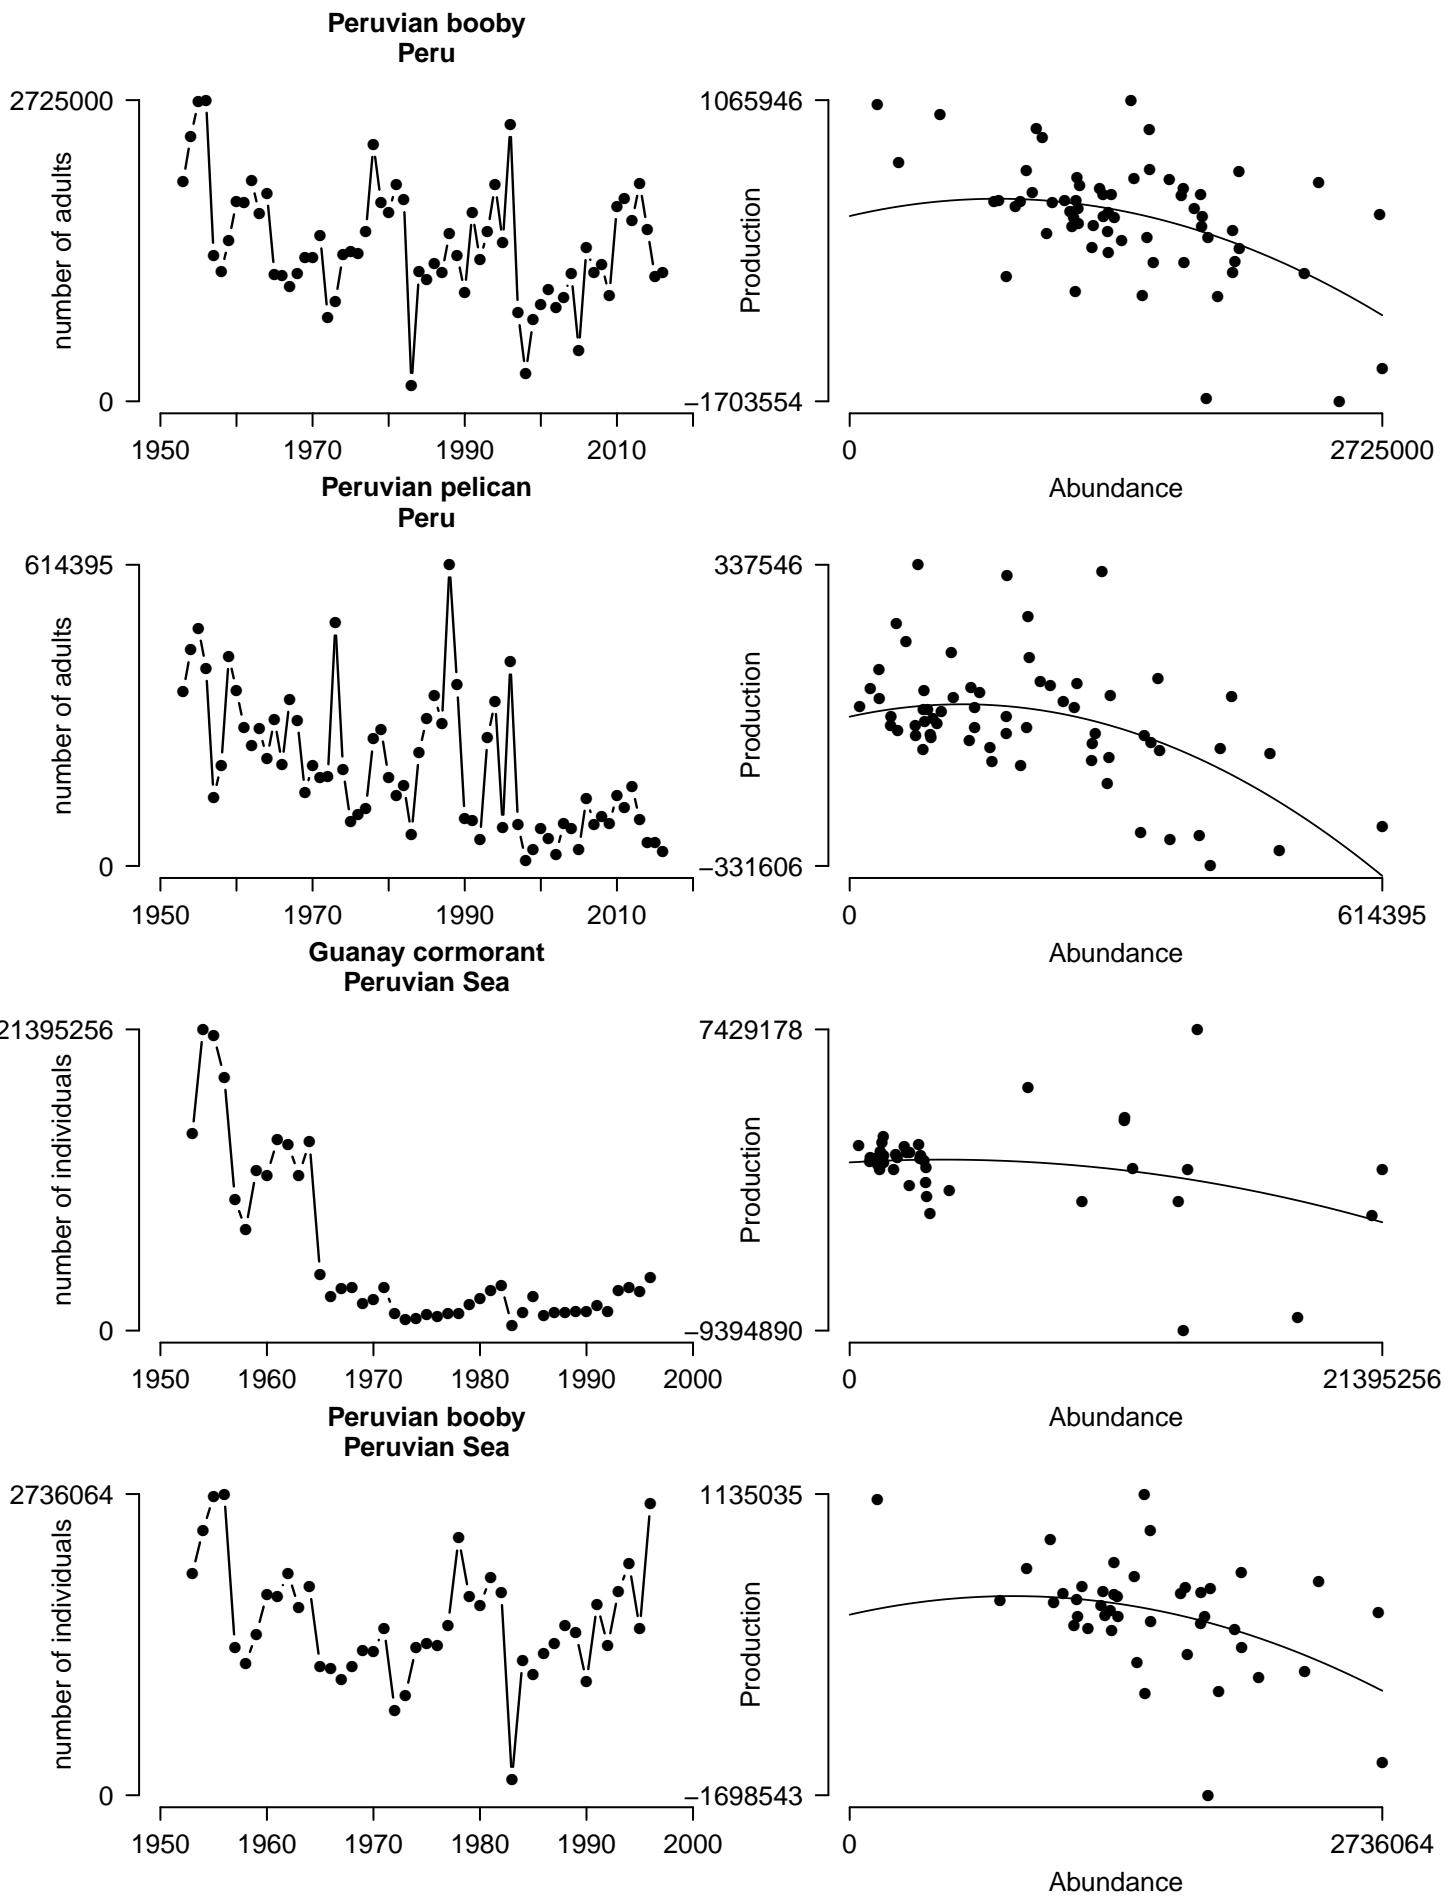 Peruvian booby
Peru
2725000
0
number of adults
1950 1970 1990 2010
1065946
−1703554
Production
0 2725000
Abundance
Peruvian pelican
Peru
614395
0
number of adults
1950 1970 1990 2010
337546
−331606
Production
0 614395
Abundance
Guanay cormorant
Peruvian Sea
21395256
0
number of individuals
1950 1960 1970 1980 1990 2000
7429178
−9394890
Production
0 21395256
Abundance
Peruvian booby
Peruvian Sea
2736064
0
number of individuals
1950 1960 1970 1980 1990 2000
1135035
−1698543
Production
0 2736064
Abundance